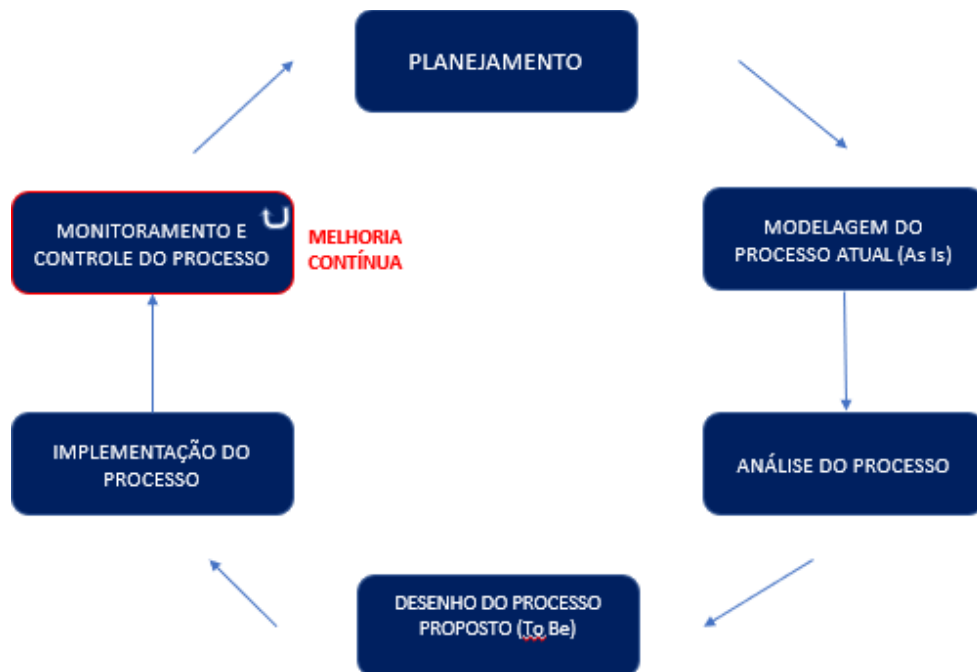 PLANEJAMENTO
MODELAGEM DO
PROCESSO ATUAL (As Is)
ANÁLISE DO PROCESSO
DESENHO DO PROCESSO
PROPOSTO (To Be)
IMPLEMENTAÇÃO DO
PROCESSO
MONITORAMENTO E
CONTROLE DO PROCESSO
MELHORIA
CONTÍNUA